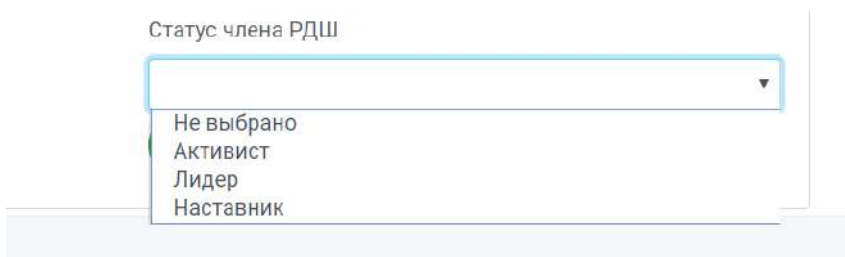 Статус члена РДШ
Не выбрано
Активист
Лидер
Наставник